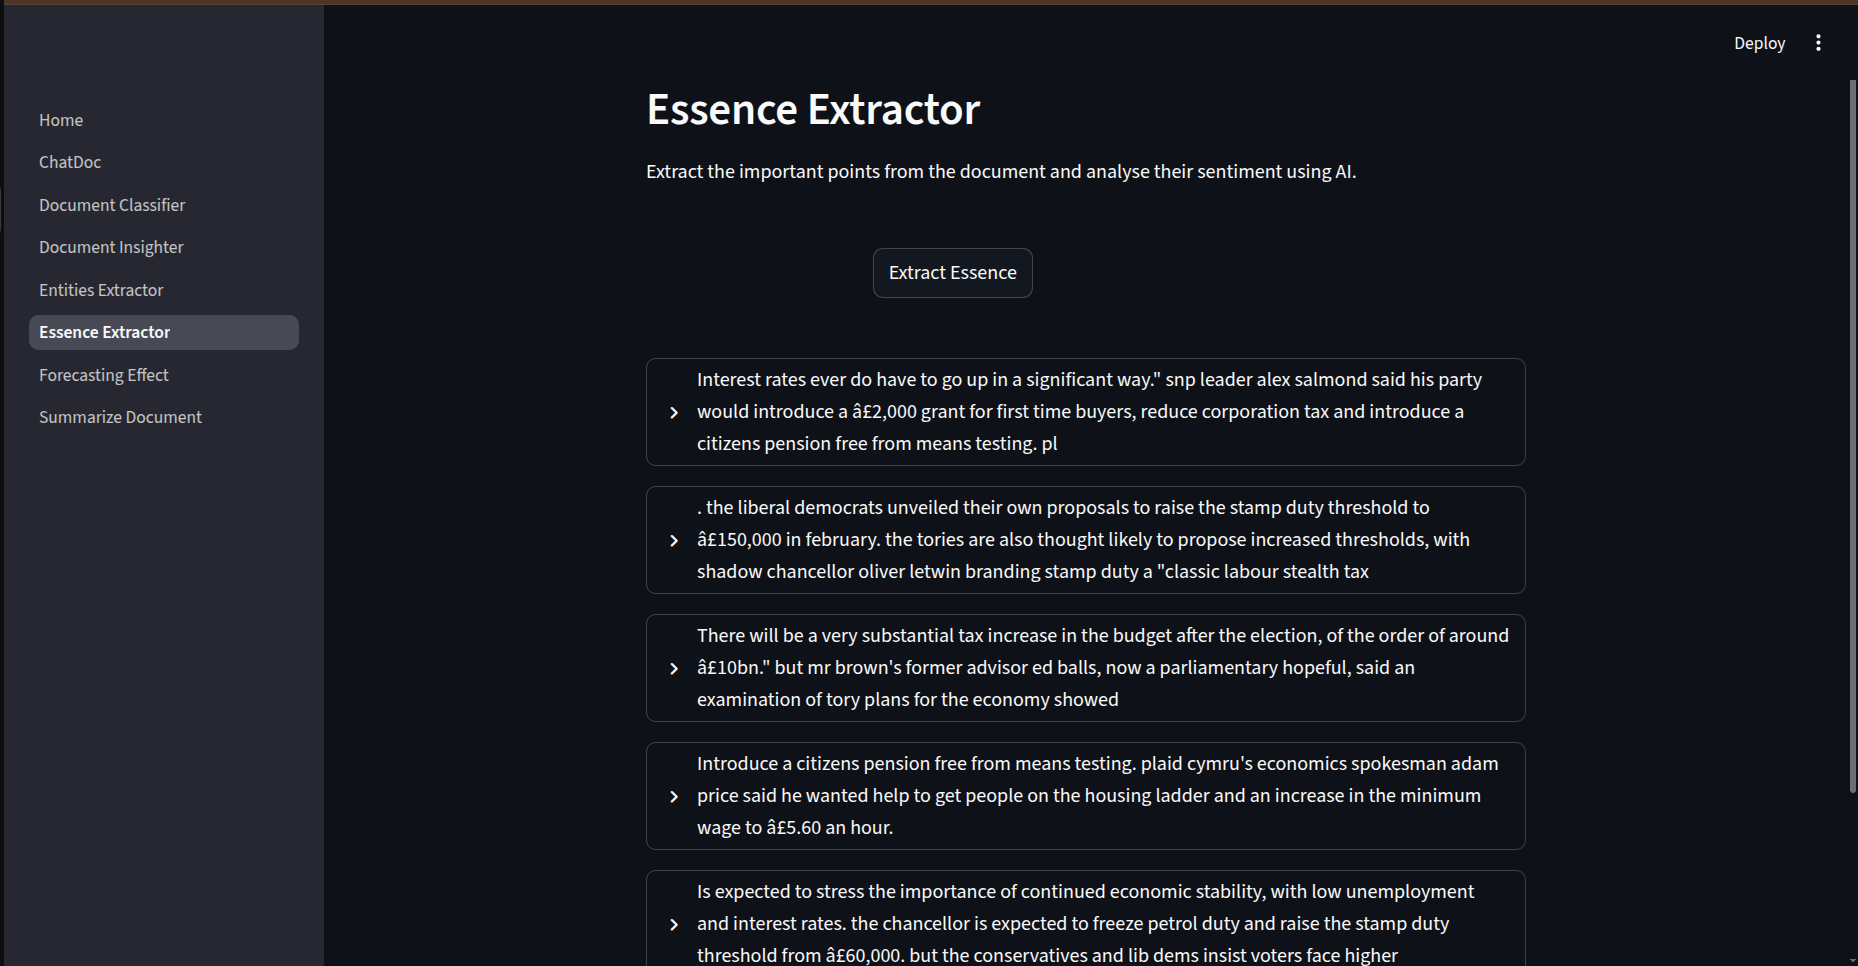 Deploy
Home
ChatDoc
Document Classifier
Document Insighter
Entities Extractor
Essence Extractor
Forecasting Effect
Summarize Document
Essence Extractor
Extract the important points from the document and analyse their sentiment using AI.
Extract Essence
Interest rates ever do have to go up in a significant way." snp leader alex salmond said his party
would introduce a â£2,000 grant for first time buyers, reduce corporation tax and introduce a
citizens pension free from means testing. pl
. the liberal democrats unveiled their own proposals to raise the stamp duty threshold to
â£150,000 in february. the tories are also thought likely to propose increased thresholds, with
shadow chancellor oliver letwin branding stamp duty a "classic labour stealth tax
There will be a very substantial tax increase in the budget after the election, of the order of around
â£10bn." but mr brown's former advisor ed balls, now a parliamentary hopeful, said an
examination of tory plans for the economy showed
Introduce a citizens pension free from means testing. plaid cymru's economics spokesman adam
price said he wanted help to get people on the housing ladder and an increase in the minimum
wage to â£5.60 an hour.
Is expected to stress the importance of continued economic stability, with low unemployment
and interest rates. the chancellor is expected to freeze petrol duty and raise the stamp duty
threshold from â£60,000. but the conservatives and lib dems insist voters face higher